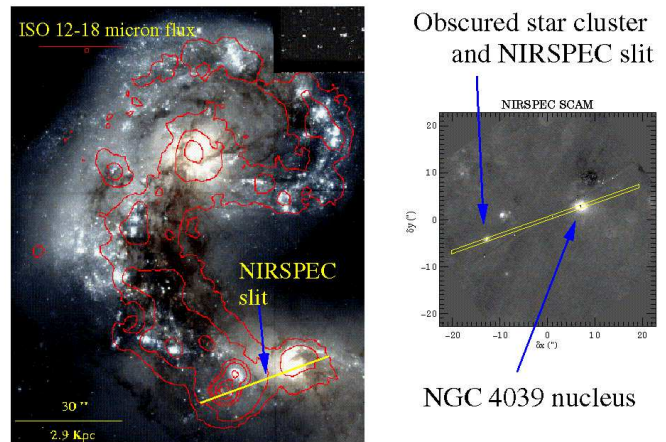 ISO 12-18 micron flux
NIRSPEC
slit
30 "
2.9 Kpc
Obscured star cluster
and NIRSPEC slit
NIRSPEC SCAM
20
10
0
-10
-20
δy (")
-20
-10
0
10
20
δx (")
NGC 4039 nucleus